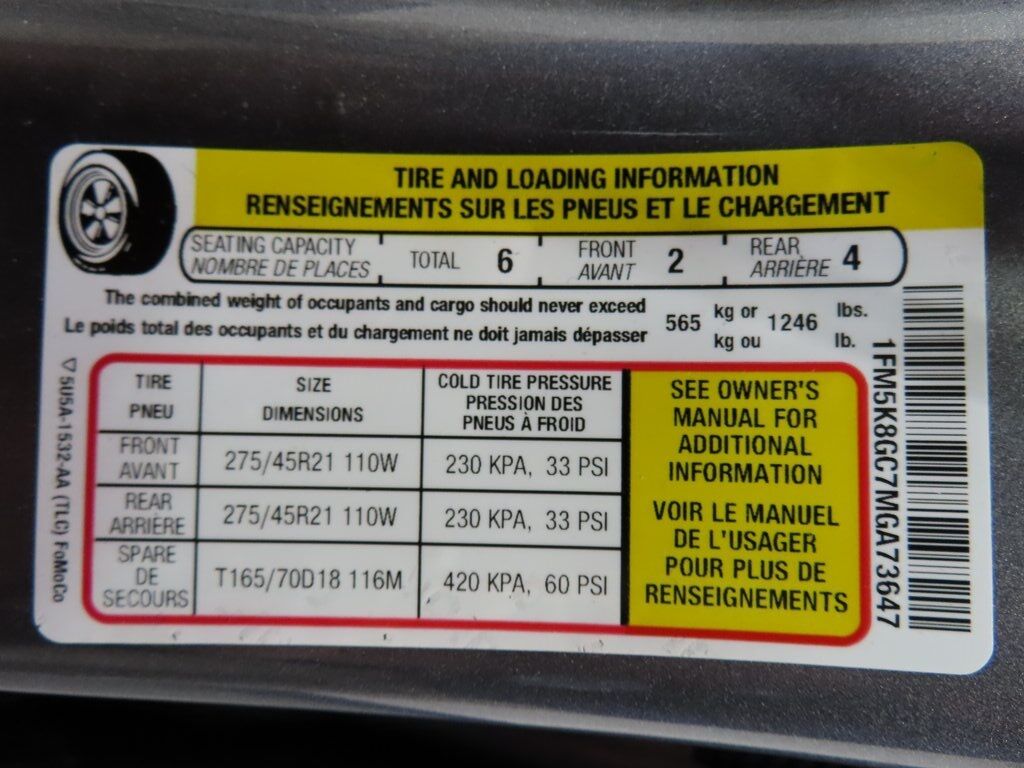 TIRE AND LOADING INFORMATION
RENSEIGNEMENTS SUR LES PNEUS ET LE CHARGEMENT
SEATING CAPACITY
NOMBRE DE PLACES
TOTAL 6
FRONT
AVANT
2
REAR
ARRIÈRE
4
The combined weight of occupants and cargo should never exceed
Le poids total des occupants et du chargement ne doit jamais dépasser
565
kg or
kg ou
1246
lbs.
lb.
TIRE
PNEU
SIZE
DIMENSIONS
COLD TIRE PRESSURE
PRESSION DES
PNEUS À FROID
FRONT
AVANT
275/45R21 110W
230 KPA, 33 PSI
REAR
ARRIÈRE
275/45R21 110W
230 KPA, 33 PSI
SPARE
DE
SECOURS
T165/70D18 116M
420 KPA, 60 PSI
SEE OWNER'S
MANUAL FOR
ADDITIONAL
INFORMATION
VOIR LE MANUEL
DE L'USAGER
POUR PLUS DE
RENSEIGNEMENTS
1FM5K8GC7MGA73647
5U5A-1532-AA (TLC) FoMoCo